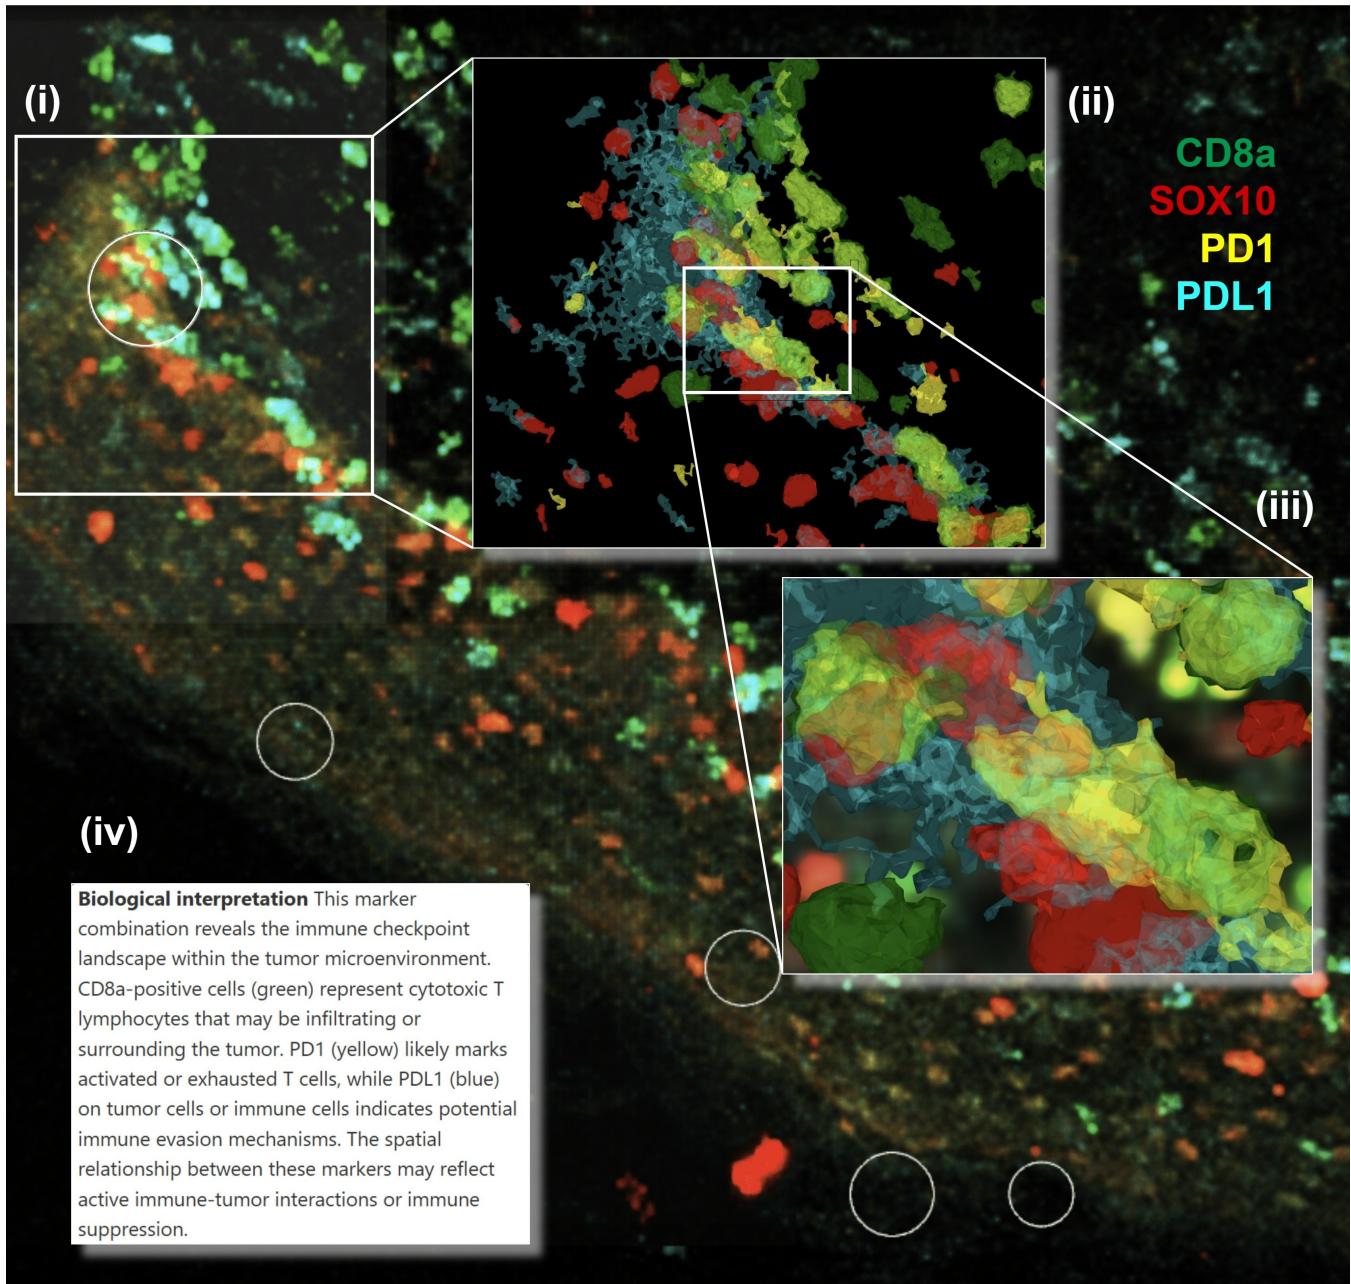 (i)
(ii)
CD8a
SOX10
PD1
PDL1
(iii)
(iv)
Biological interpretation This marker
combination reveals the immune checkpoint
landscape within the tumor microenvironment.
CD8a-positive cells (green) represent cytotoxic T
lymphocytes that may be infiltrating or
surrounding the tumor. PD1 (yellow) likely marks
activated or exhausted T cells, while PDL1 (blue)
on tumor cells or immune cells indicates potential
immune evasion mechanisms. The spatial
relationship between these markers may reflect
active immune-tumor interactions or immune
suppression.